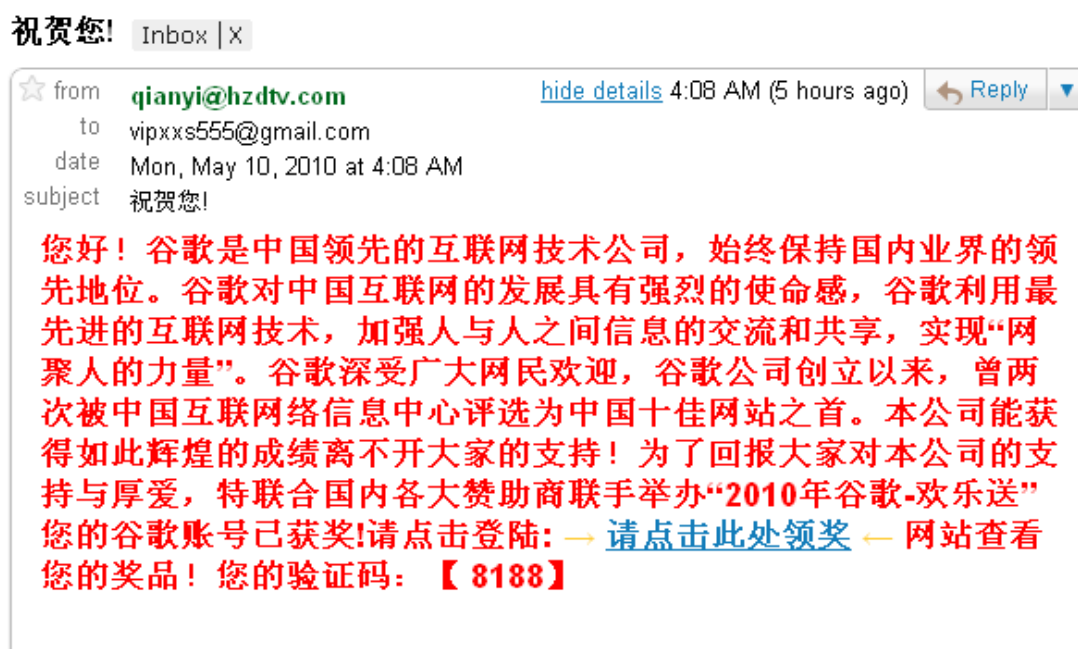 祝贺您! Inbox | X
from qianyi@hzdtv.com hide details 4:08 AM (5 hours ago) Reply
to vipxxs555@gmail.com
date Mon, May 10, 2010 at 4:08 AM
subject 祝贺您!
您好！谷歌是中国领先的互联网技术公司，始终保持国内业界的领
先地位。谷歌对中国互联网的发展具有强烈的使命感，谷歌利用最
先进的互联网技术，加强人与人之间信息的交流和共享，实现“网
聚人的力量”。谷歌深受广大网民欢迎，谷歌公司创立以来，曾两
次被中国互联网络信息中心评选为中国十佳网站之首。本公司能获
得如此辉煌的成绩离不开大家的支持！为了回报大家对本公司的支
持与厚爱，特联合国内各大赞助商联手举办“2010年谷歌-欢乐送”
您的谷歌账号已获奖!请点击登陆: → 请点击此处领奖 ← 网站查看
您的奖品！您的验证码：【 8188】